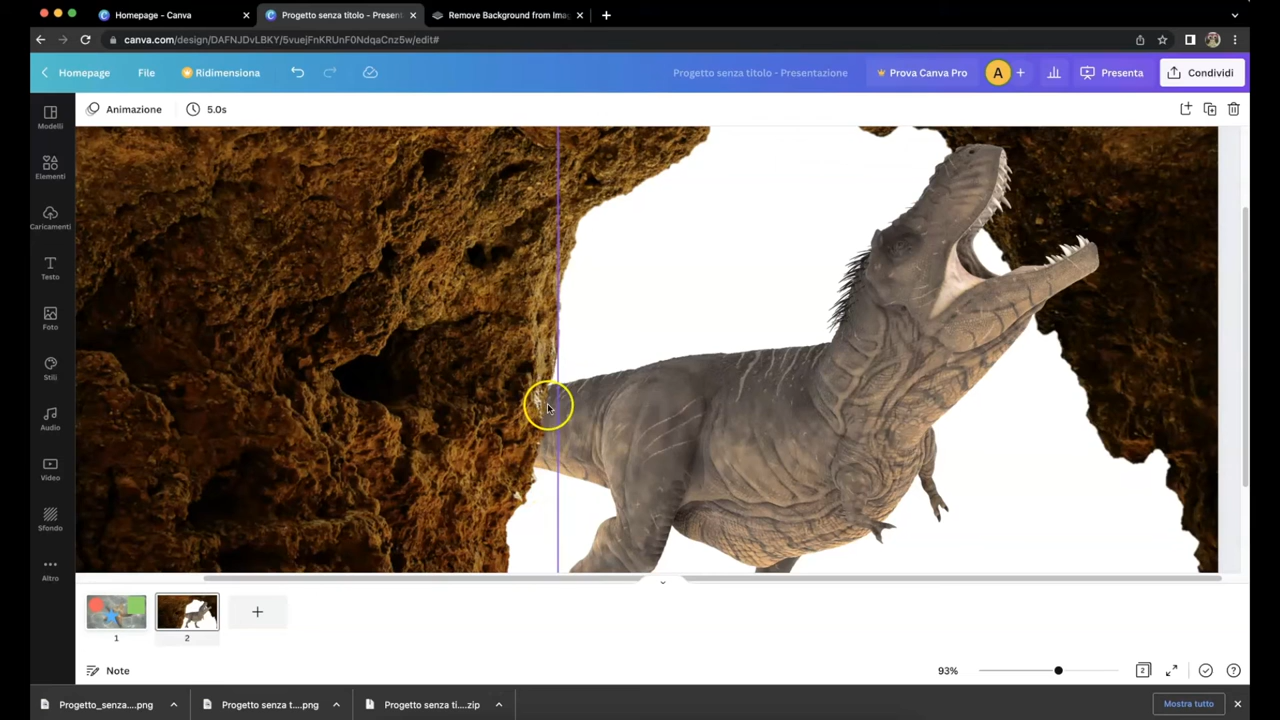 Homepage - Canva
Progetto senza titolo - Present
Remove Background from Imag
canva.com/design/DAFNJDvLBKY/5vuejFnKRUnF0NdqaCnz5w/edit#
Homepage
File
Ridimensiona
Progetto senza titolo - Presentazione
Prova Canva Pro
A
Presenta
Condividi
Animazione
5.0s
Modelli
Elementi
Caricamenti
Testo
Foto
Stili
Audio
Video
Sfondo
Altro
1
2
Note
93%
2
Progetto_senza....png
Progetto senza t....png
Progetto senza ti....zip
Mostra tutto